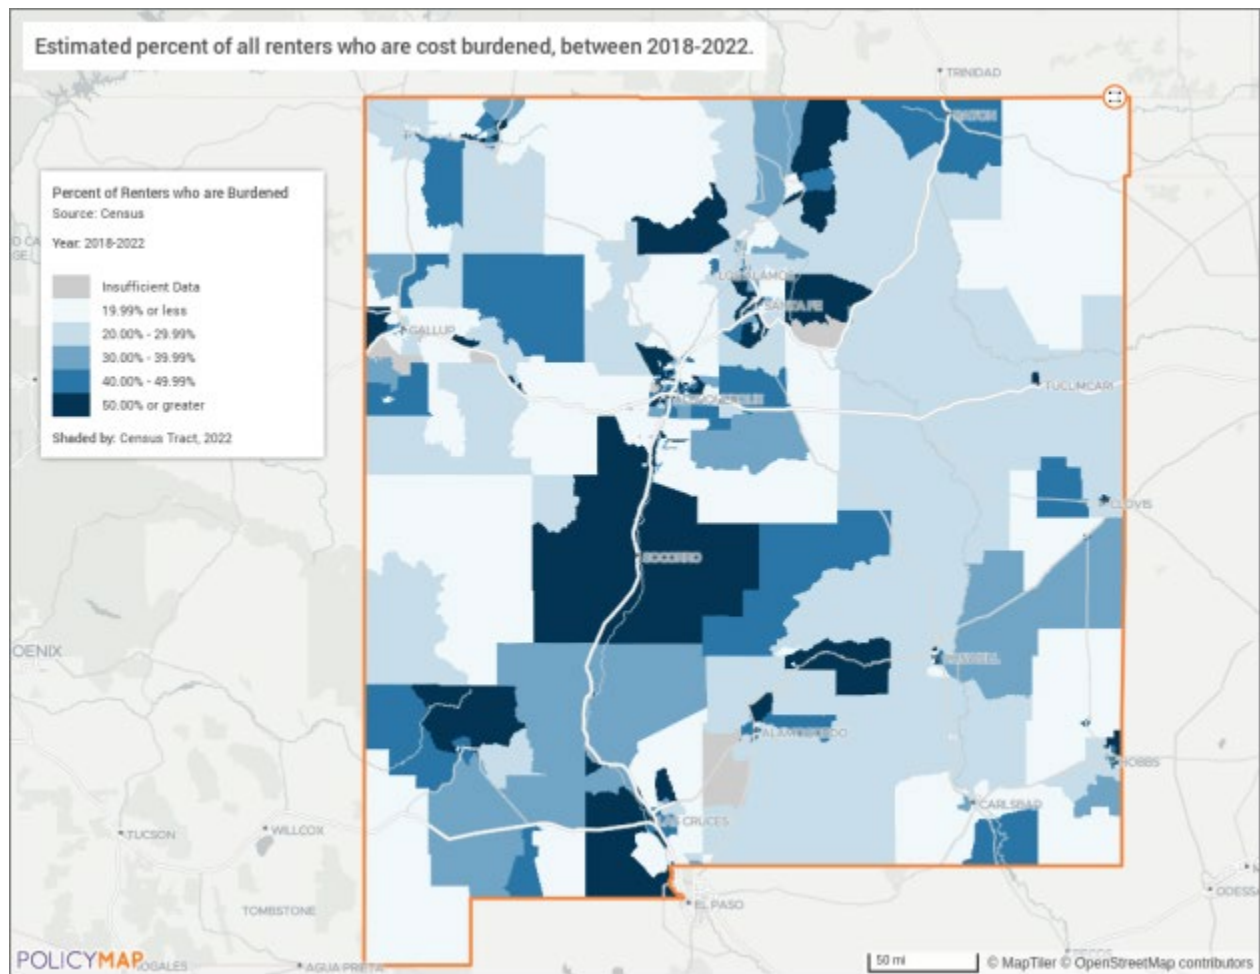 Estimated percent of all renters who are cost burdened, between 2018-2022.
TRINIDAD
RATON
Percent of Renters who are Burdened
Source: Census
Year: 2018-2022
Insufficient Data
19.99% or less
20.00% - 29.99%
30.00% - 39.99%
40.00% - 49.99%
50.00% or greater
Shaded by: Census Tract, 2022
LOS ALAMOS
SANTA FE
GALLUP
TUCUMCARI
ALBUQUERQUE
CLOVIS
SOCORRO
OENIX
ROSWELL
ALAMOGORDO
HOBBS
CARLSBAD
CRUCES
TUCSON
WILLCOX
ODESSA
EL PASO
TOMBSTONE
PECOS
POLICYMAP
NOGALES
AGUA PRIETA
50 mi
© MapTiler © OpenStreetMap contributors